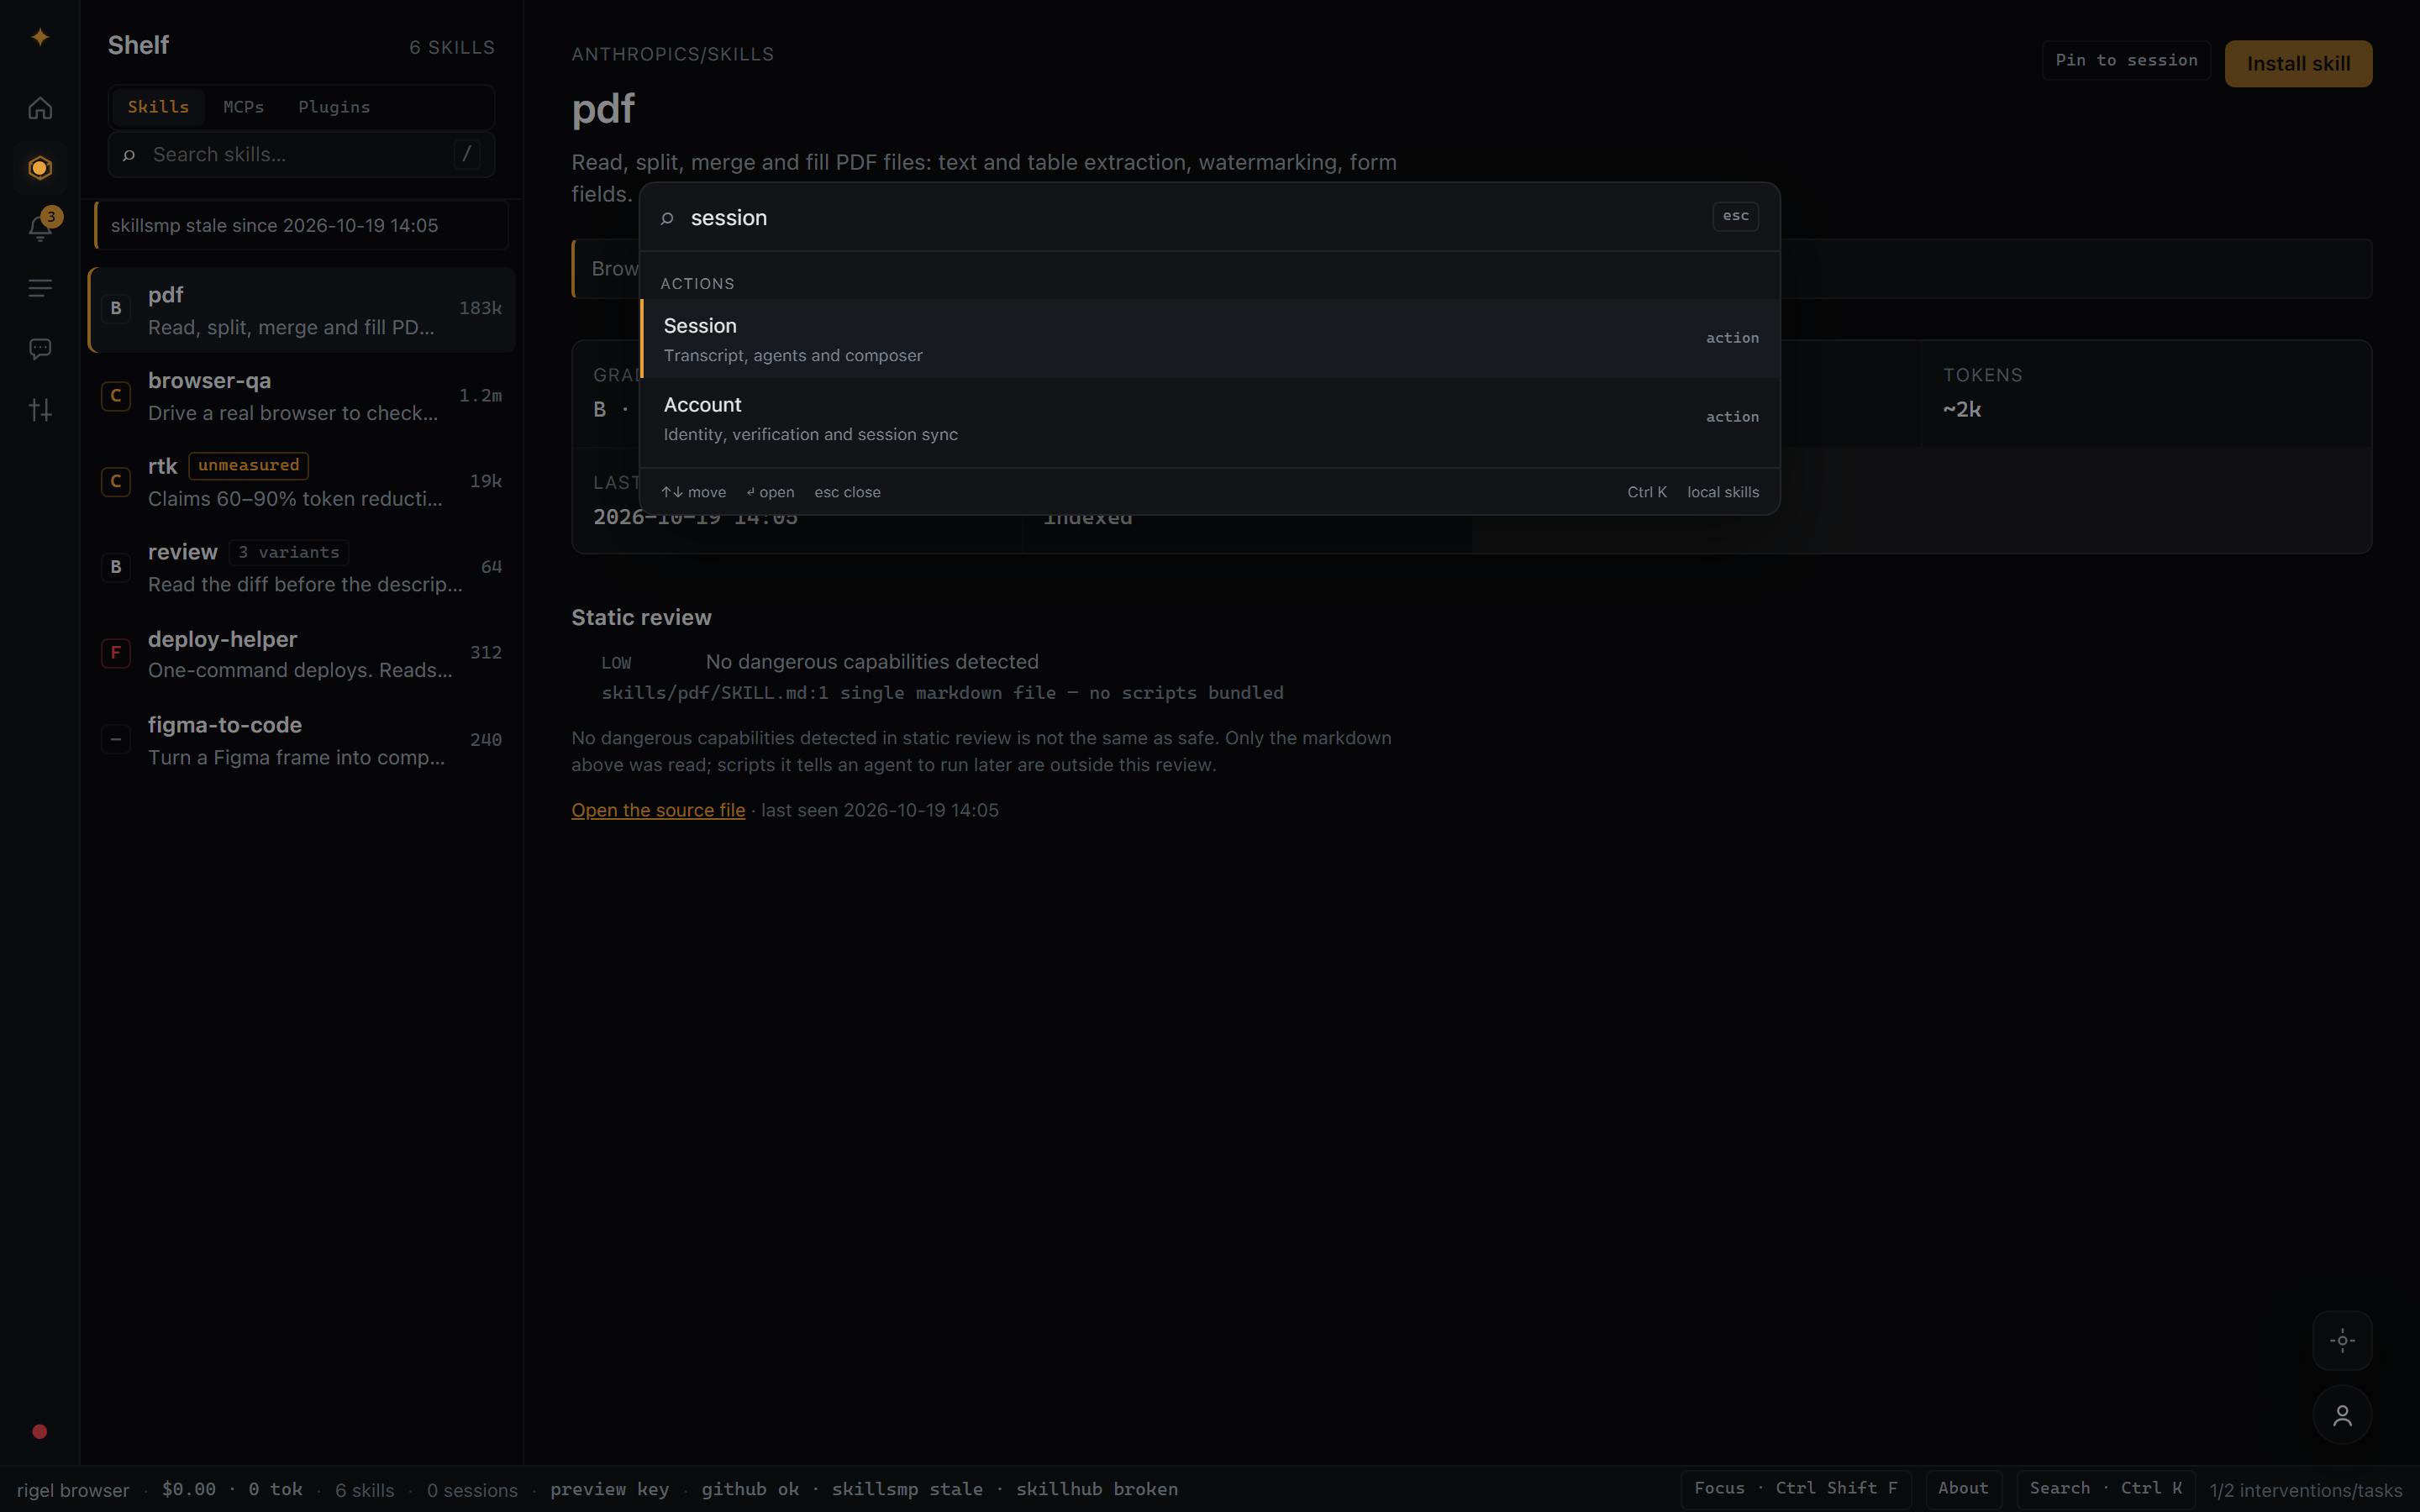 Shelf
6 SKILLS
Skills
MCPs
Plugins
Search skills...
/
3
skillsmp stale since 2026-10-19 14:05
B
pdf
Read, split, merge and fill PD...
183k
C
browser-qa
Drive a real browser to check...
1.2m
C
rtk
unmeasured
Claims 60–90% token reducti...
19k
B
review
3 variants
Read the diff before the descrip...
64
F
deploy-helper
One-command deploys. Reads...
312
–
figma-to-code
Turn a Figma frame into comp...
240
ANTHROPICS/SKILLS
Pin to session
Install skill
pdf
Read, split, merge and fill PDF files: text and table extraction, watermarking, form
fields.
session
esc
ACTIONS
Session
Transcript, agents and composer
action
Account
Identity, verification and session sync
action
↑↓ move
↵ open
esc close
Ctrl K
local skills
B ·
TOKENS
~2k
LAST
2026-10-19 14:05
indexed
Static review
LOW
No dangerous capabilities detected
skills/pdf/SKILL.md:1 single markdown file — no scripts bundled
No dangerous capabilities detected in static review is not the same as safe. Only the markdown
above was read; scripts it tells an agent to run later are outside this review.
Open the source file · last seen 2026-10-19 14:05
rigel browser · $0.00 · 0 tok · 6 skills · 0 sessions · preview key · github ok · skillsmp stale · skillhub broken
Focus · Ctrl Shift F
About
Search · Ctrl K
1/2 interventions/tasks